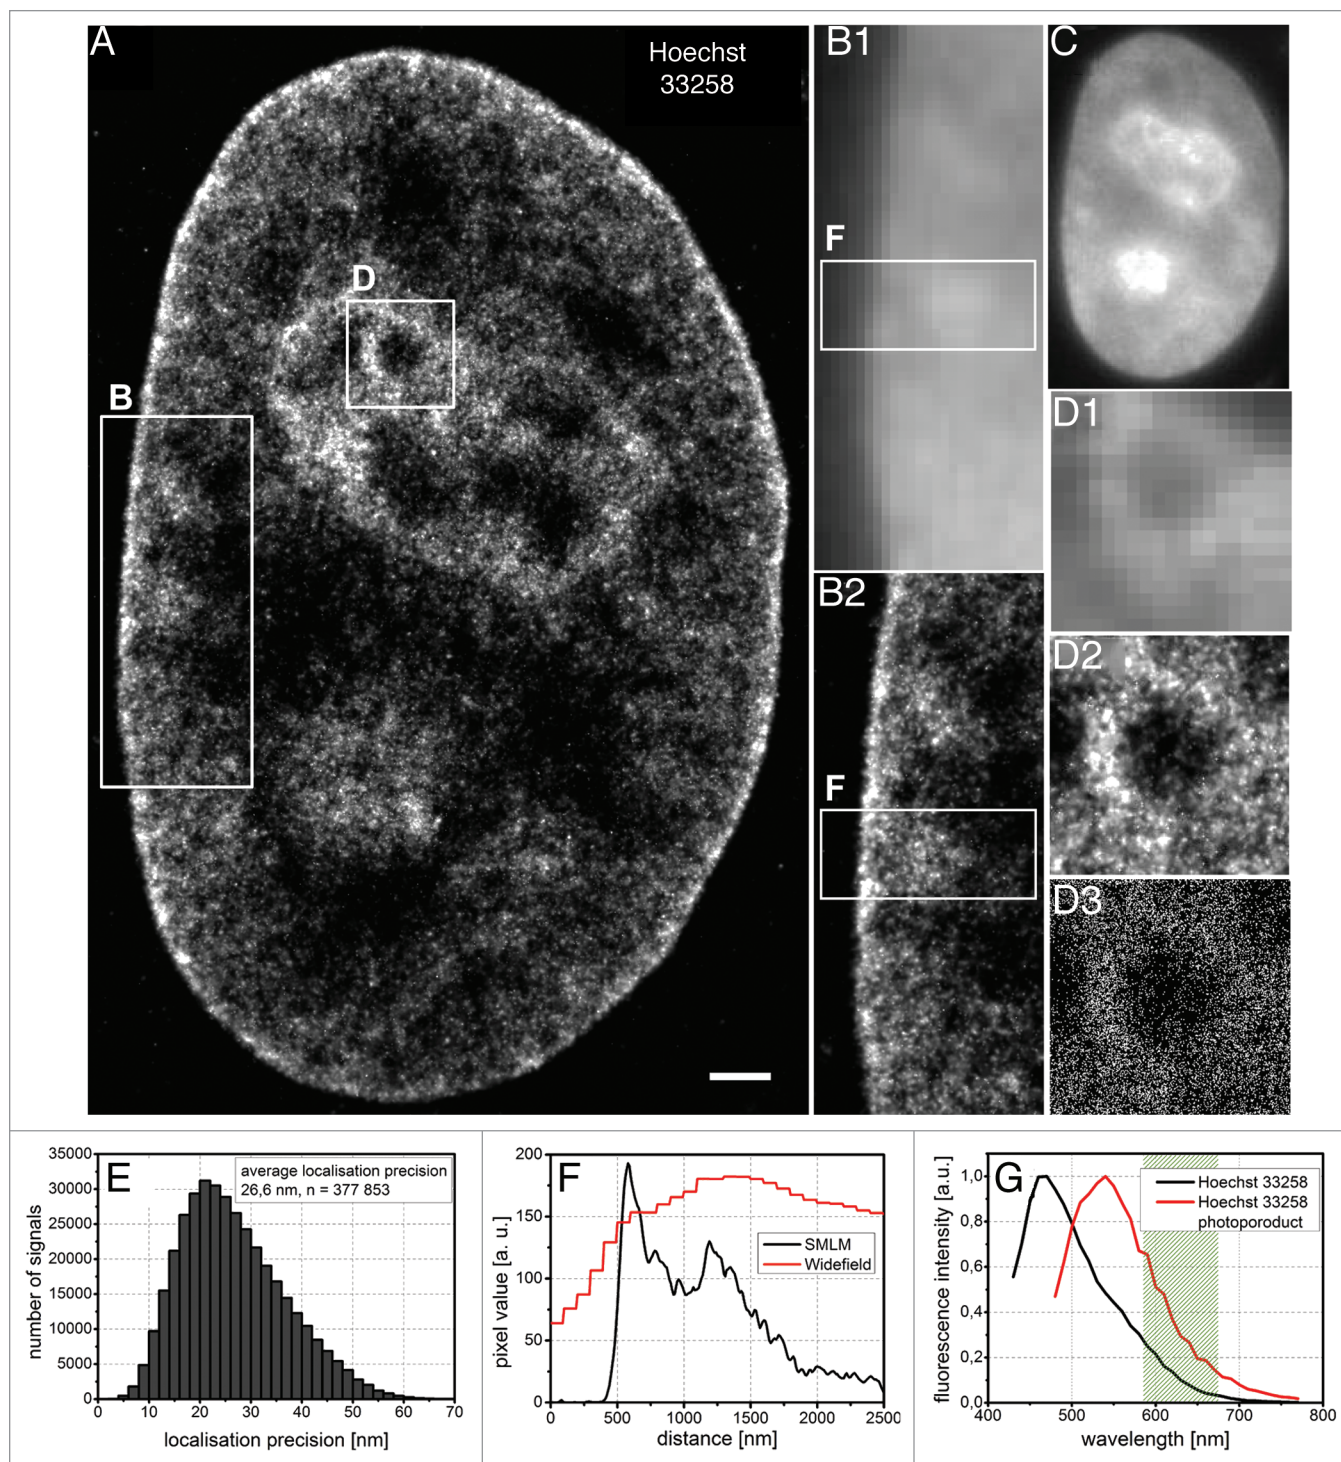 A
Hoechst
33258
D
B
B1
F
B2
F
C
D1
D2
D3
E
average localisation precision
26,6 nm, n = 377 853
number of signals
35000
30000
25000
20000
15000
10000
5000
0
0 10 20 30 40 50 60 70
localisation precision [nm]
F
SMLM
Widefield
pixel value [a. u.]
200
150
100
50
0
0 500 1000 1500 2000 2500
distance [nm]
G
Hoechst 33258
Hoechst 33258
photoporoduct
fluorescence intensity [a.u.]
1,0
0,8
0,6
0,4
0,2
0,0
400 500 600 700 800
wavelength [nm]